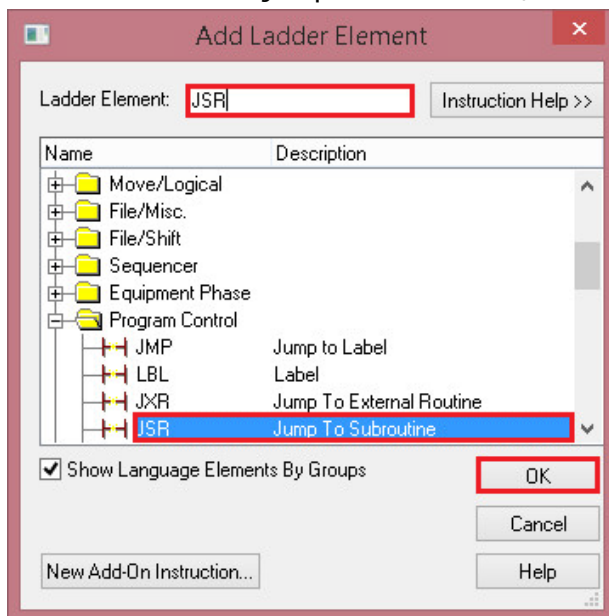 Add Ladder Element
Ladder Element: JSR Instruction Help >>
Name Description
Move/Logical
File/Misc.
File/Shift
Sequencer
Equipment Phase
Program Control
JMP Jump to Label
LBL Label
JXR Jump To External Routine
JSR Jump To Subroutine
Show Language Elements By Groups OK
Cancel
New Add-On Instruction... Help